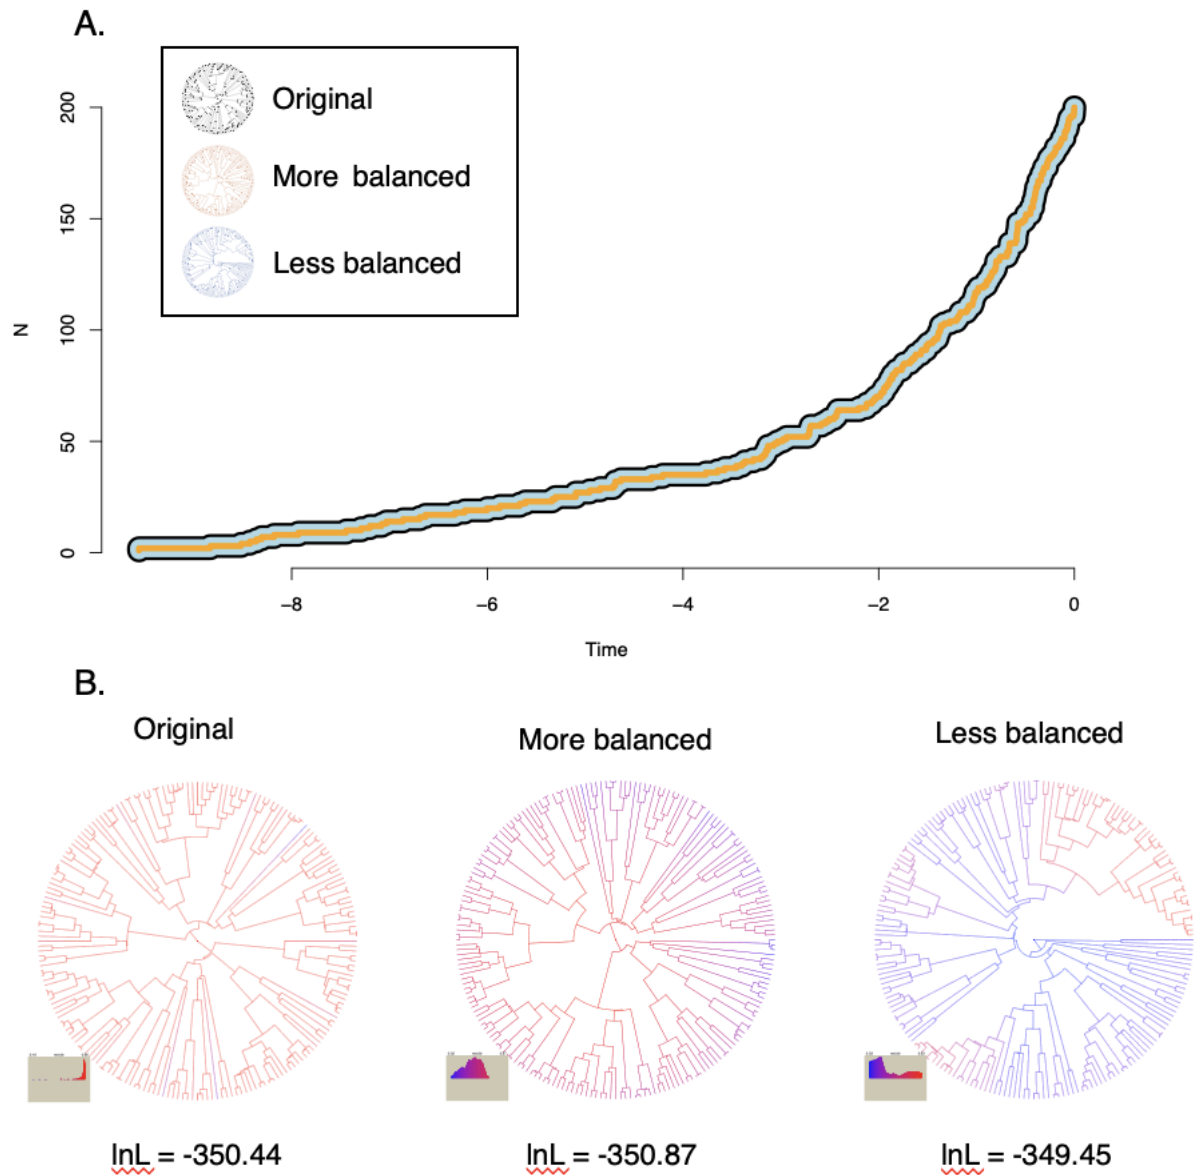 A.
Original
More balanced
Less balanced
200
150
100
50
0
N
−8
−6
−4
−2
0
Time
B.
Original
More balanced
Less balanced
lnL = -350.44
lnL = -350.87
lnL = -349.45